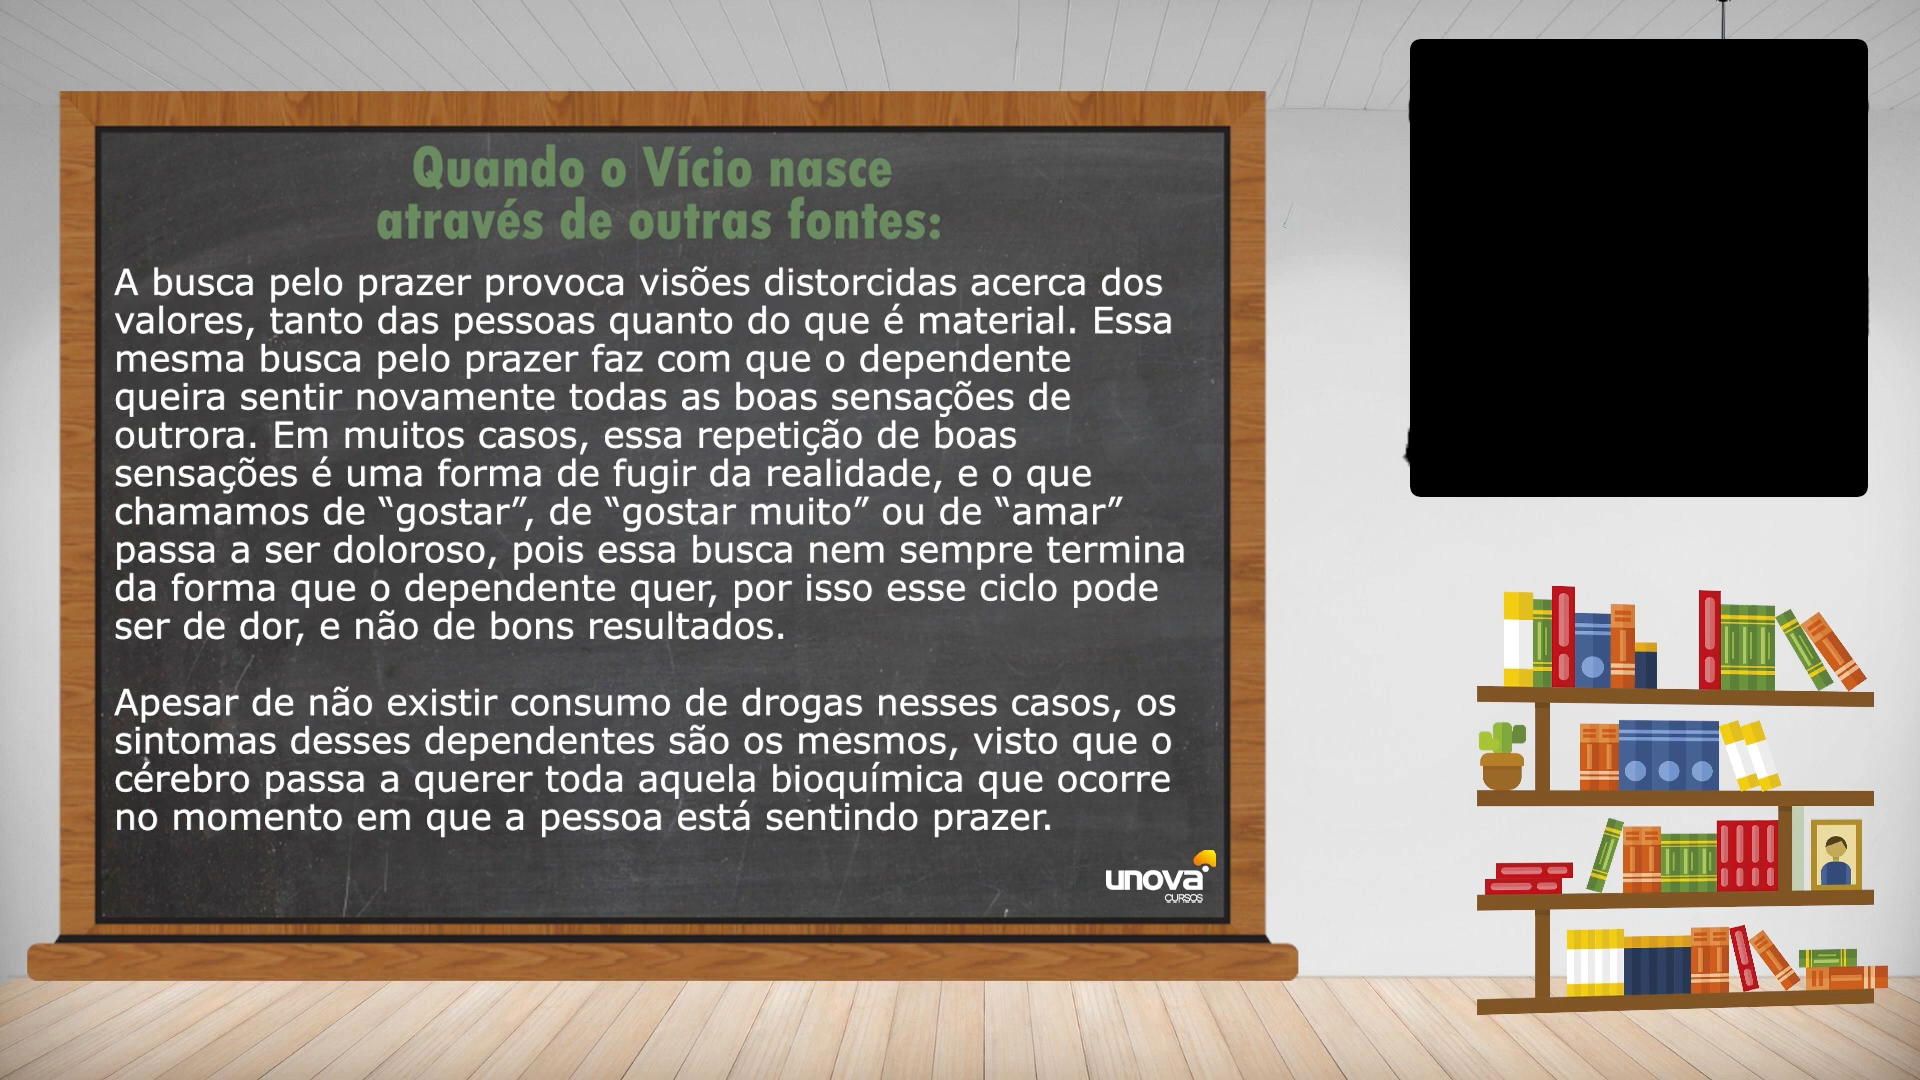 Quando o Vício nasce
através de outras fontes:
A busca pelo prazer provoca visões distorcidas acerca dos
valores, tanto das pessoas quanto do que é material. Essa
mesma busca pelo prazer faz com que o dependente
queira sentir novamente todas as boas sensações de
outrora. Em muitos casos, essa repetição de boas
sensações é uma forma de fugir da realidade, e o que
chamamos de “gostar”, de “gostar muito” ou de “amar”
passa a ser doloroso, pois essa busca nem sempre termina
da forma que o dependente quer, por isso esse ciclo pode
ser de dor, e não de bons resultados.
Apesar de não existir consumo de drogas nesses casos, os
sintomas desses dependentes são os mesmos, visto que o
cérebro passa a querer toda aquela bioquímica que ocorre
no momento em que a pessoa está sentindo prazer.
unova
CURSOS